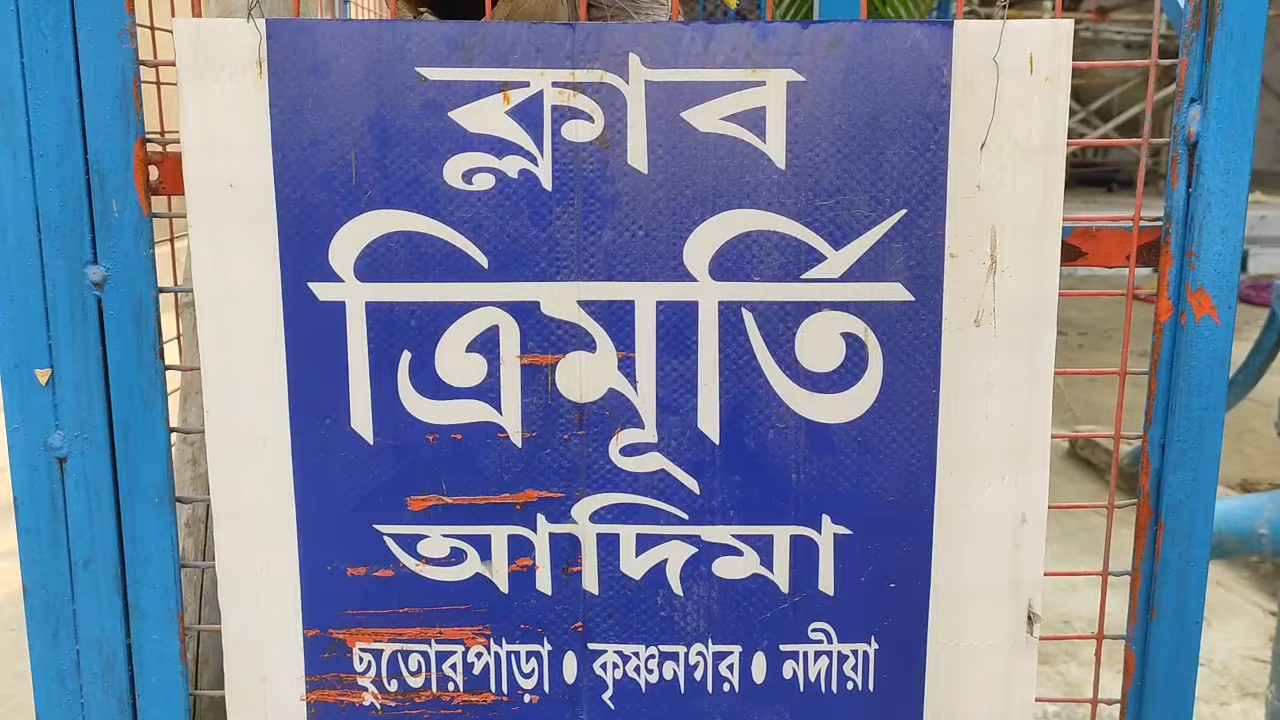 ক্লাব
ত্রিমূর্তি
আদিমা
ছুতোরপাড়া • কৃষ্ণনগর • নদীয়া